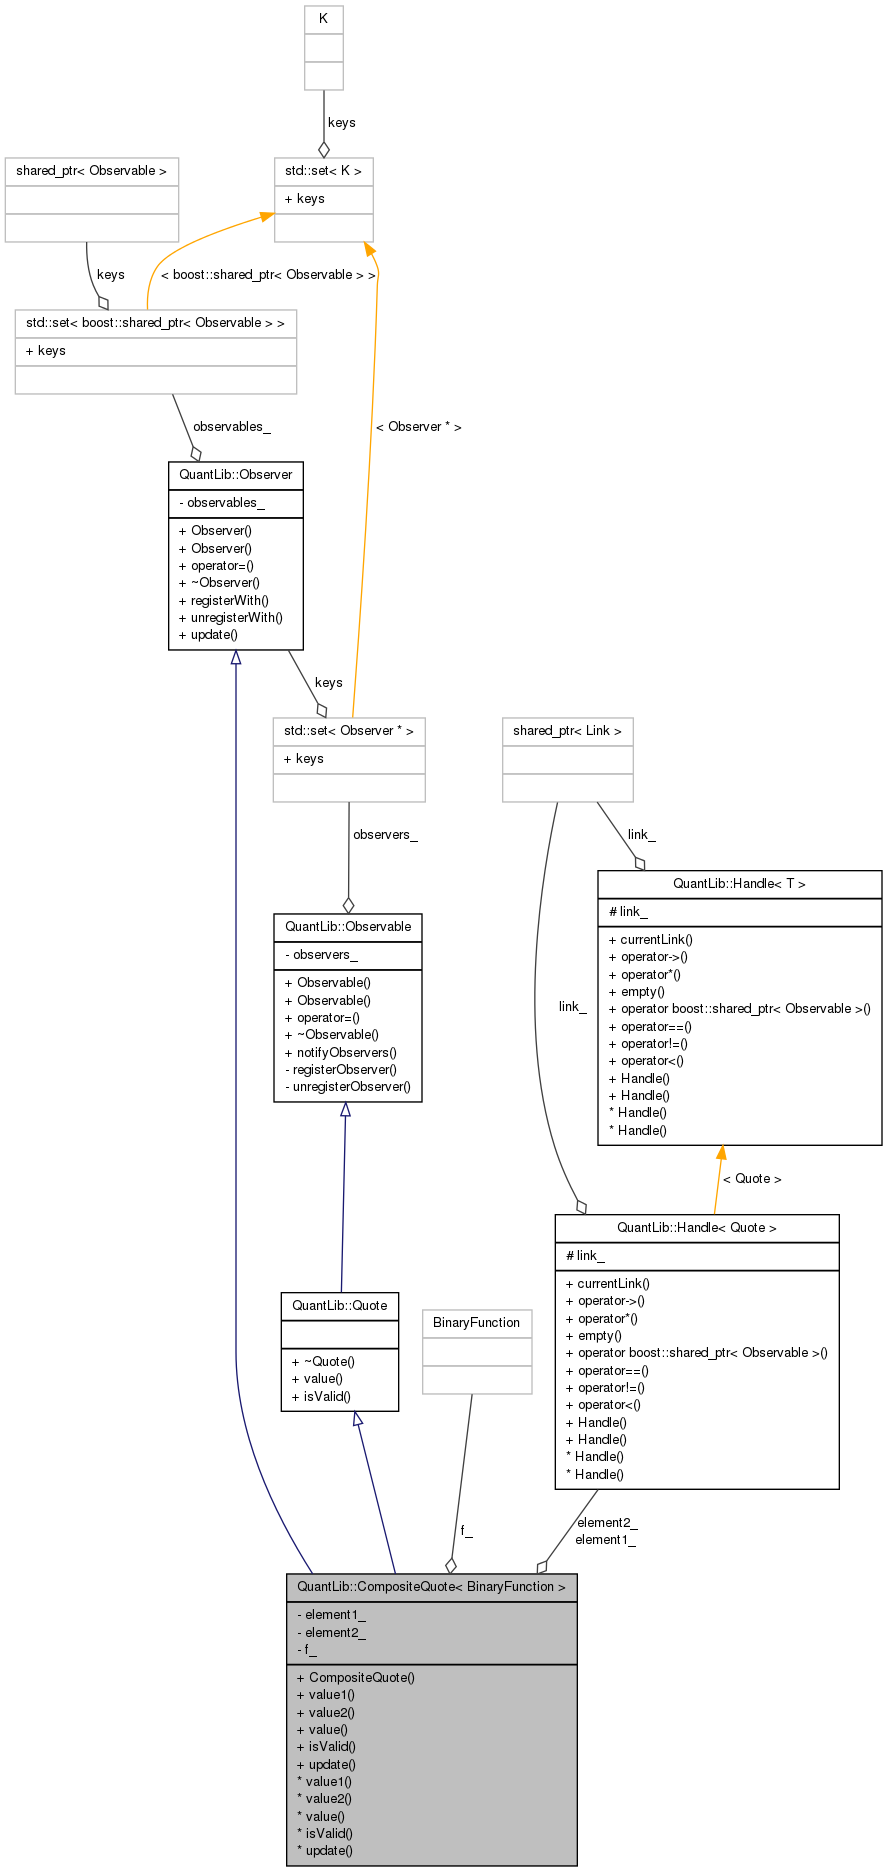 K
keys
shared_ptr< Observable >
std::set< K >
+ keys
keys
< boost::shared_ptr< Observable > >
std::set< boost::shared_ptr< Observable > >
+ keys
observables_
< Observer * >
QuantLib::Observer
- observables_
+ Observer()
+ Observer()
+ operator=()
+ ~Observer()
+ registerWith()
+ unregisterWith()
+ update()
keys
std::set< Observer * >
+ keys
shared_ptr< Link >
observers_
link_
QuantLib::Handle< T >
# link_
+ currentLink()
+ operator->()
+ operator*()
+ empty()
+ operator boost::shared_ptr< Observable >()
+ operator==()
+ operator!=()
+ operator<()
+ Handle()
+ Handle()
* Handle()
* Handle()
QuantLib::Observable
- observers_
+ Observable()
+ Observable()
+ operator=()
+ ~Observable()
+ notifyObservers()
- registerObserver()
- unregisterObserver()
link_
< Quote >
QuantLib::Handle< Quote >
# link_
+ currentLink()
+ operator->()
+ operator*()
+ empty()
+ operator boost::shared_ptr< Observable >()
+ operator==()
+ operator!=()
+ operator<()
+ Handle()
+ Handle()
* Handle()
* Handle()
QuantLib::Quote
+ ~Quote()
+ value()
+ isValid()
BinaryFunction
f_
element2_
element1_
QuantLib::CompositeQuote< BinaryFunction >
- element1_
- element2_
- f_
+ CompositeQuote()
+ value1()
+ value2()
+ value()
+ isValid()
+ update()
* value1()
* value2()
* value()
* isValid()
* update()